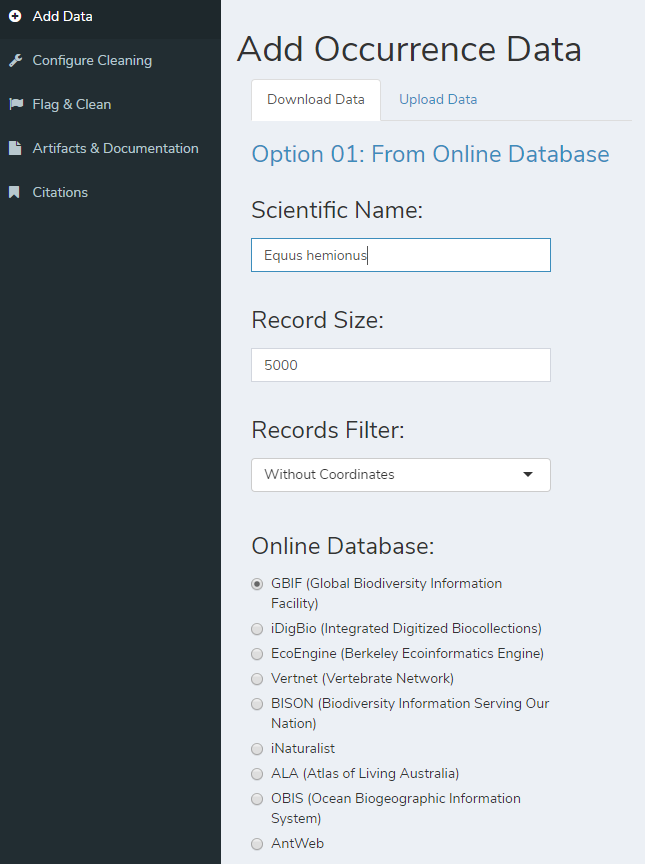 Add Data
Configure Cleaning
Flag & Clean
Artifacts & Documentation
Citations
Add Occurrence Data
Download Data
Upload Data
Option 01: From Online Database
Scientific Name:
Equus hemionus
Record Size:
5000
Records Filter:
Without Coordinates
Online Database:
GBIF (Global Biodiversity Information
Facility)
iDigBio (Integrated Digitized Biocollections)
EcoEngine (Berkeley Ecoinformatics Engine)
Vertnet (Vertebrate Network)
BISON (Biodiversity Information Serving Our
Nation)
iNaturalist
ALA (Atlas of Living Australia)
OBIS (Ocean Biogeographic Information
System)
AntWeb